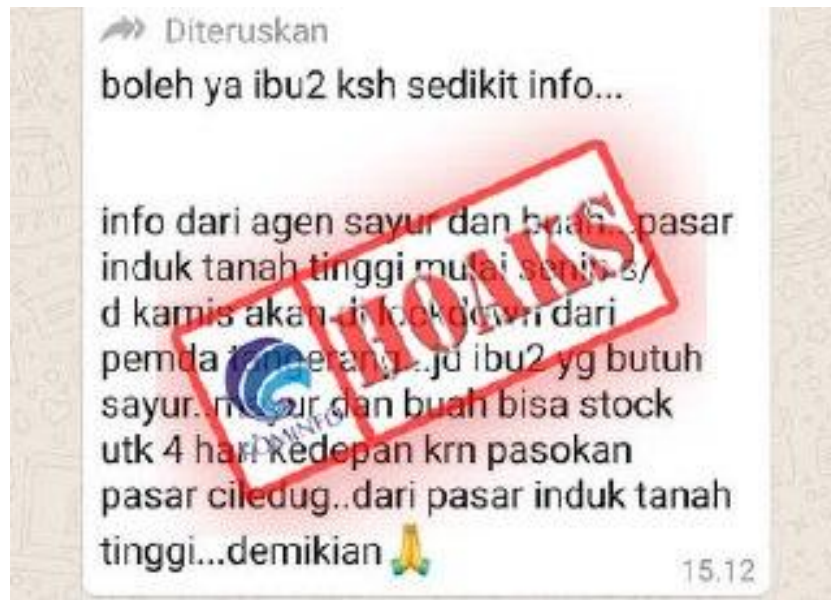 Diteruskan
boleh ya ibu2 ksh sedikit info...
info dari agen sayur dan buah...pasar
induk tanah tinggi mulai senin s/
d kamis akan di lockdown dari
pemda tangerang...jd ibu2 yg butuh
sayur..mayur dan buah bisa stock
utk 4 hari kedepan krn pasokan
pasar ciledug..dari pasar induk tanah
tinggi...demikian 🙏
15.12
HOAKS
KOMINFO